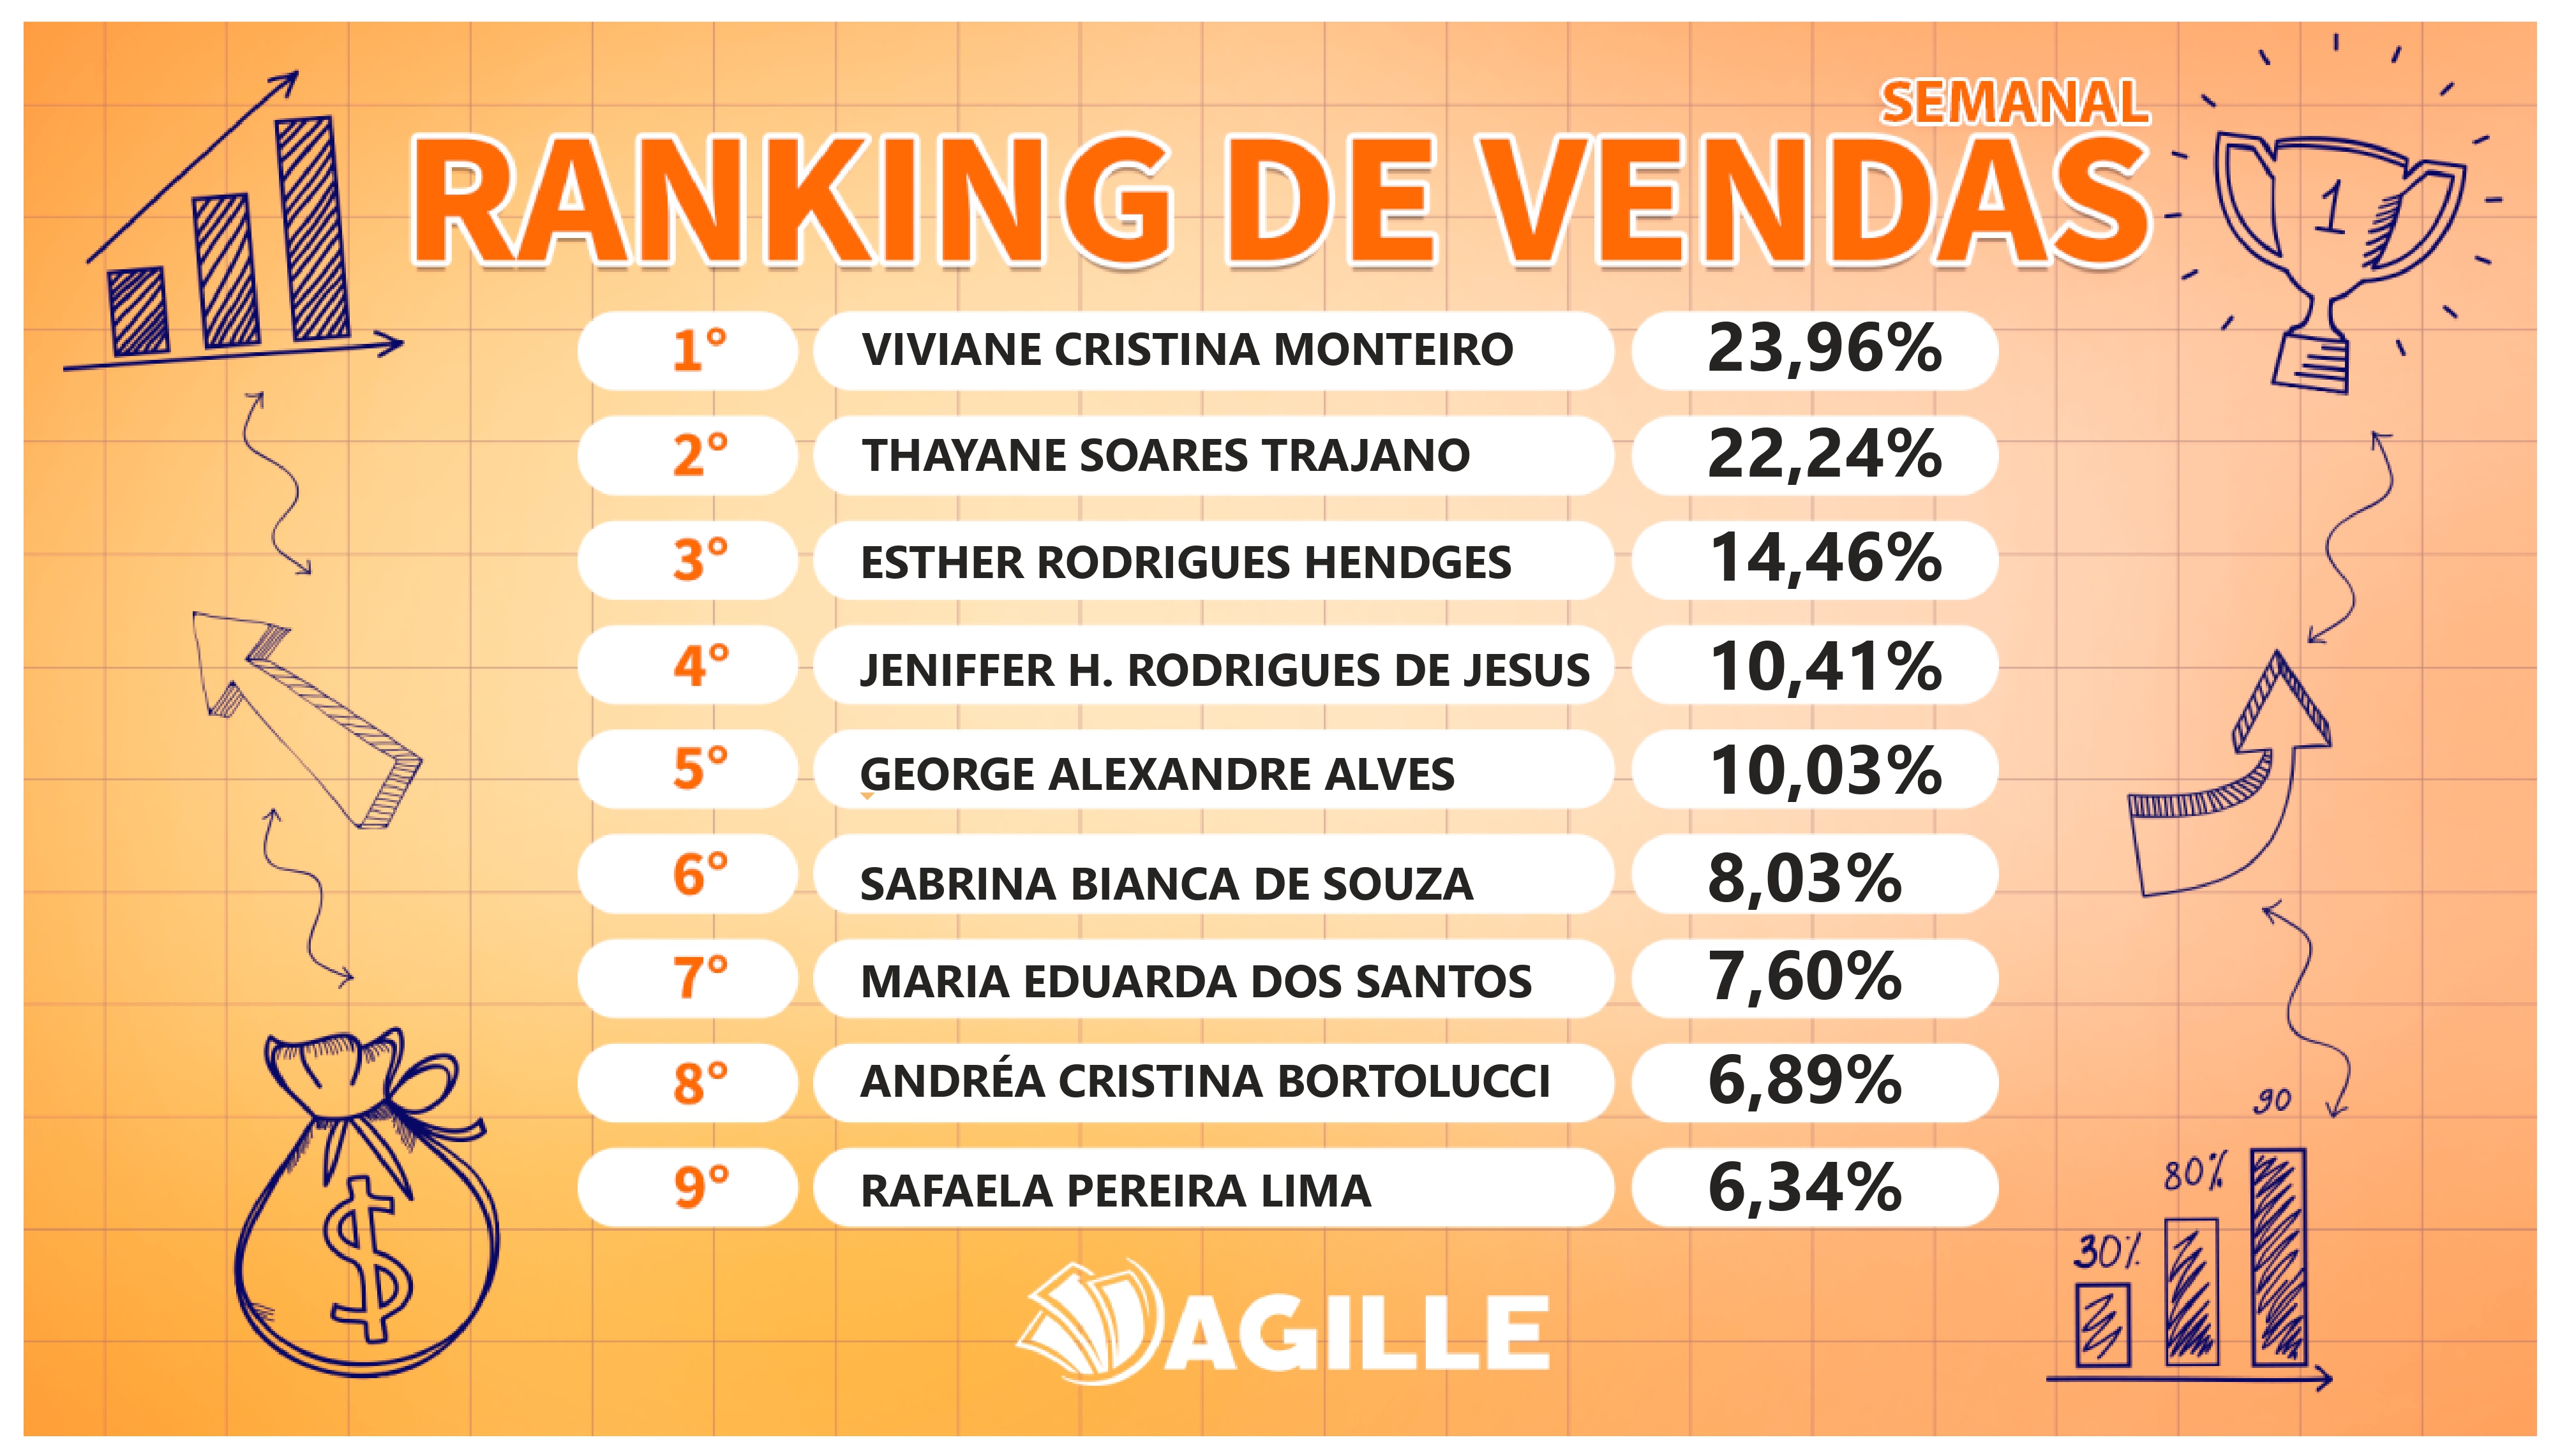 SEMANAL
RANKING DE VENDAS
1
1° VIVIANE CRISTINA MONTEIRO 23,96%
2° THAYANE SOARES TRAJANO 22,24%
3° ESTHER RODRIGUES HENDGES 14,46%
4° JENIFFER H. RODRIGUES DE JESUS 10,41%
5° GEORGE ALEXANDRE ALVES 10,03%
6° SABRINA BIANCA DE SOUZA 8,03%
7° MARIA EDUARDA DOS SANTOS 7,60%
8° ANDRÉA CRISTINA BORTOLUCCI 6,89%
9° RAFAELA PEREIRA LIMA 6,34%
90
80%
30%
$
AGILLE